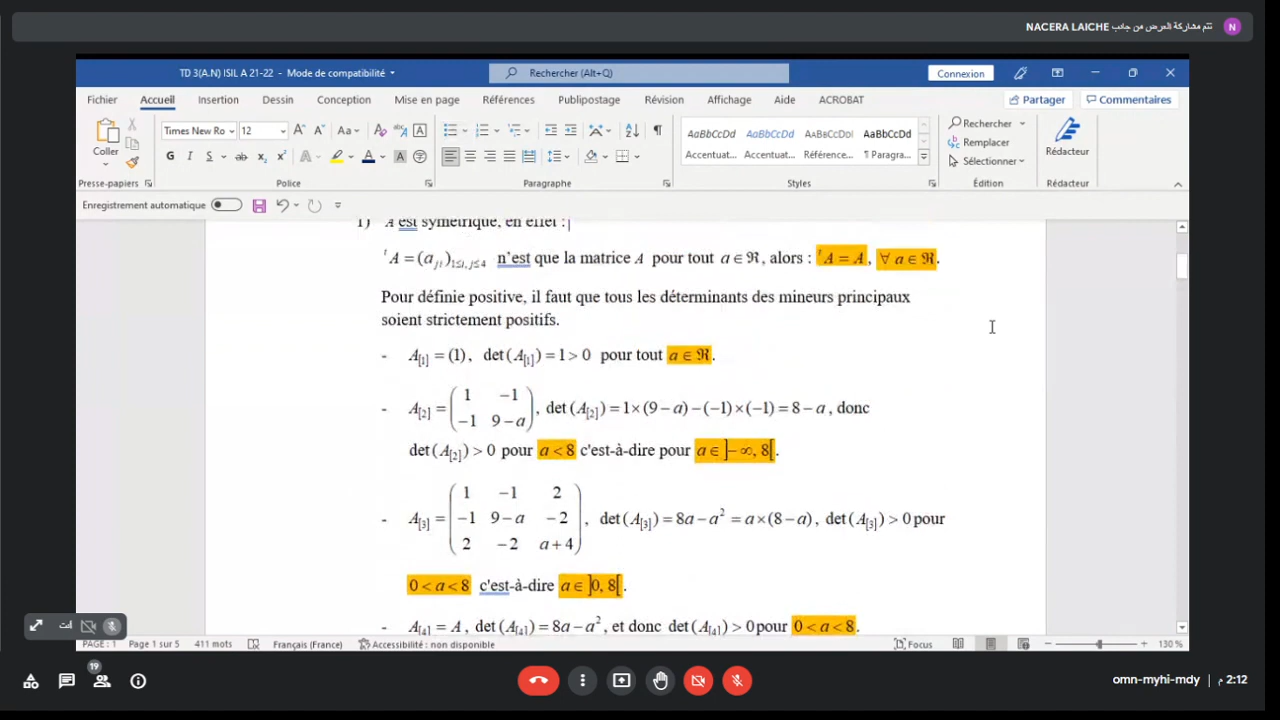 تتم مشاركة العرض من جانب NACERA LAICHE
N
TD 3(A.N) ISIL A 21-22 - Mode de compatibilité
Rechercher (Alt+Q)
Connexion
Fichier Accueil Insertion Dessin Conception Mise en page Références Publipostage Révision Affichage Aide ACROBAT
Partager Commentaires
Coller
Times New Ro 12
AaBbCcDd AaBbCcDd AaBbCcDd AaBbCcDd
Accentuat... Accentuat... Référence... ¶ Paragra...
Rechercher
Remplacer
Sélectionner
Rédacteur
Presse-papiers Police Paragraphe Styles Édition Rédacteur
Enregistrement automatique
1) A est symétrique, en effet :
ᵗA = (a_{ji})_{1≤i,j≤4} n'est que la matrice A pour tout a ∈ ℜ, alors : ᵗA = A, ∀ a ∈ ℜ.
Pour définie positive, il faut que tous les déterminants des mineurs principaux
soient strictement positifs.
- A_{[1]} = (1), det(A_{[1]}) = 1 > 0 pour tout a ∈ ℜ.
- A_{[2]} = (1 −1 ; −1 9−a), det(A_{[2]}) = 1×(9−a)−(−1)×(−1) = 8−a, donc
det(A_{[2]}) > 0 pour a < 8 c'est-à-dire pour a ∈ ]−∞, 8[.
- A_{[3]} = (1 −1 2 ; −1 9−a −2 ; 2 −2 a+4), det(A_{[3]}) = 8a−a² = a×(8−a), det(A_{[3]}) > 0 pour
0 < a < 8 c'est-à-dire a ∈ ]0, 8[.
- A_{[4]} = A, det(A_{[4]}) = 8a−a², et donc det(A_{[4]}) > 0 pour 0 < a < 8.
انت
PAGE : 1 Page 1 sur 5 411 mots Français (France) Accessibilité : non disponible Focus 130 %
19
omn-myhi-mdy | 2:12 م